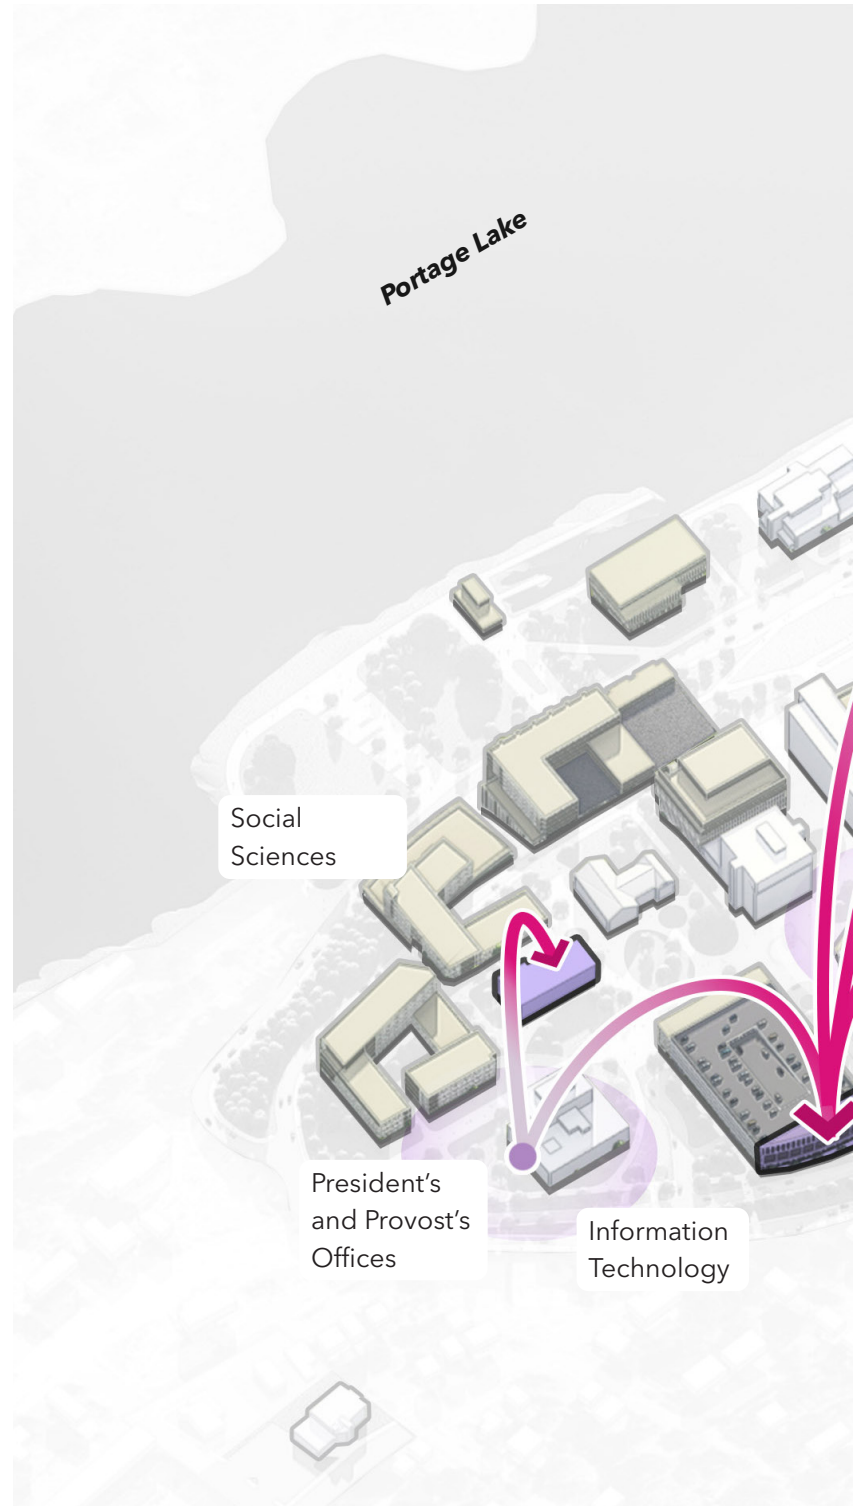 Portage Lake
Social
Sciences
President’s
and Provost’s
Offices
Information
Technology